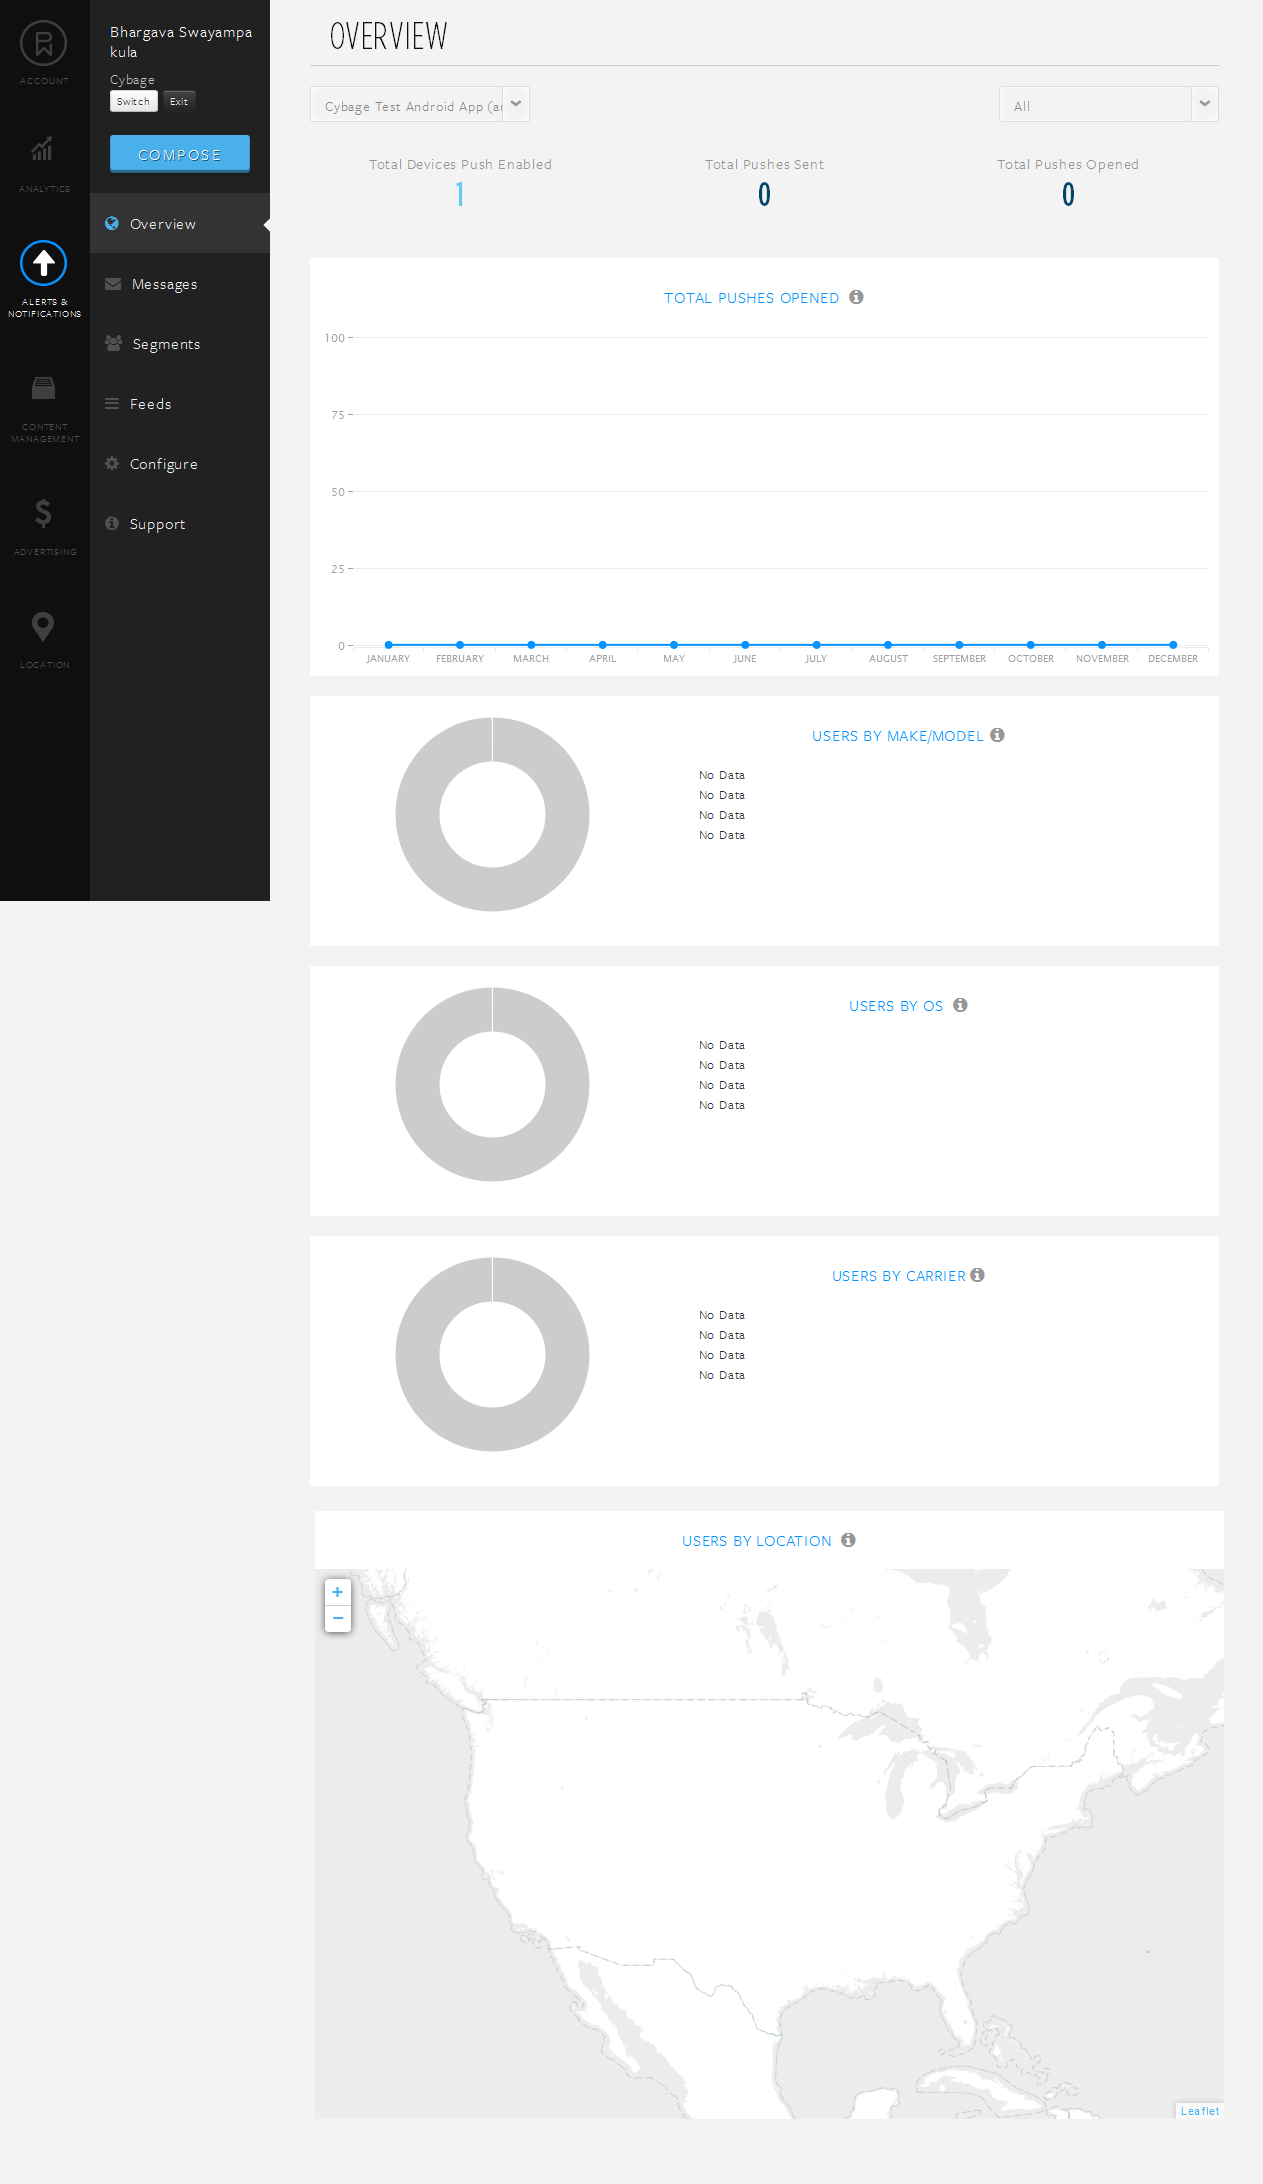 ACCOUNT
ANALYTICS
ALERTS &
NOTIFICATIONS
CONTENT
MANAGEMENT
ADVERTISING
LOCATION
Bhargava Swayampa
kula
Cybage
Switch Exit
COMPOSE
Overview
Messages
Segments
Feeds
Configure
Support
OVERVIEW
Cybage Test Android App (a
All
Total Devices Push Enabled
1
Total Pushes Sent
0
Total Pushes Opened
0
TOTAL PUSHES OPENED
100
75
50
25
0
JANUARY FEBRUARY MARCH APRIL MAY JUNE JULY AUGUST SEPTEMBER OCTOBER NOVEMBER DECEMBER
USERS BY MAKE/MODEL
No Data
No Data
No Data
No Data
USERS BY OS
No Data
No Data
No Data
No Data
USERS BY CARRIER
No Data
No Data
No Data
No Data
USERS BY LOCATION
+
−
Leaflet